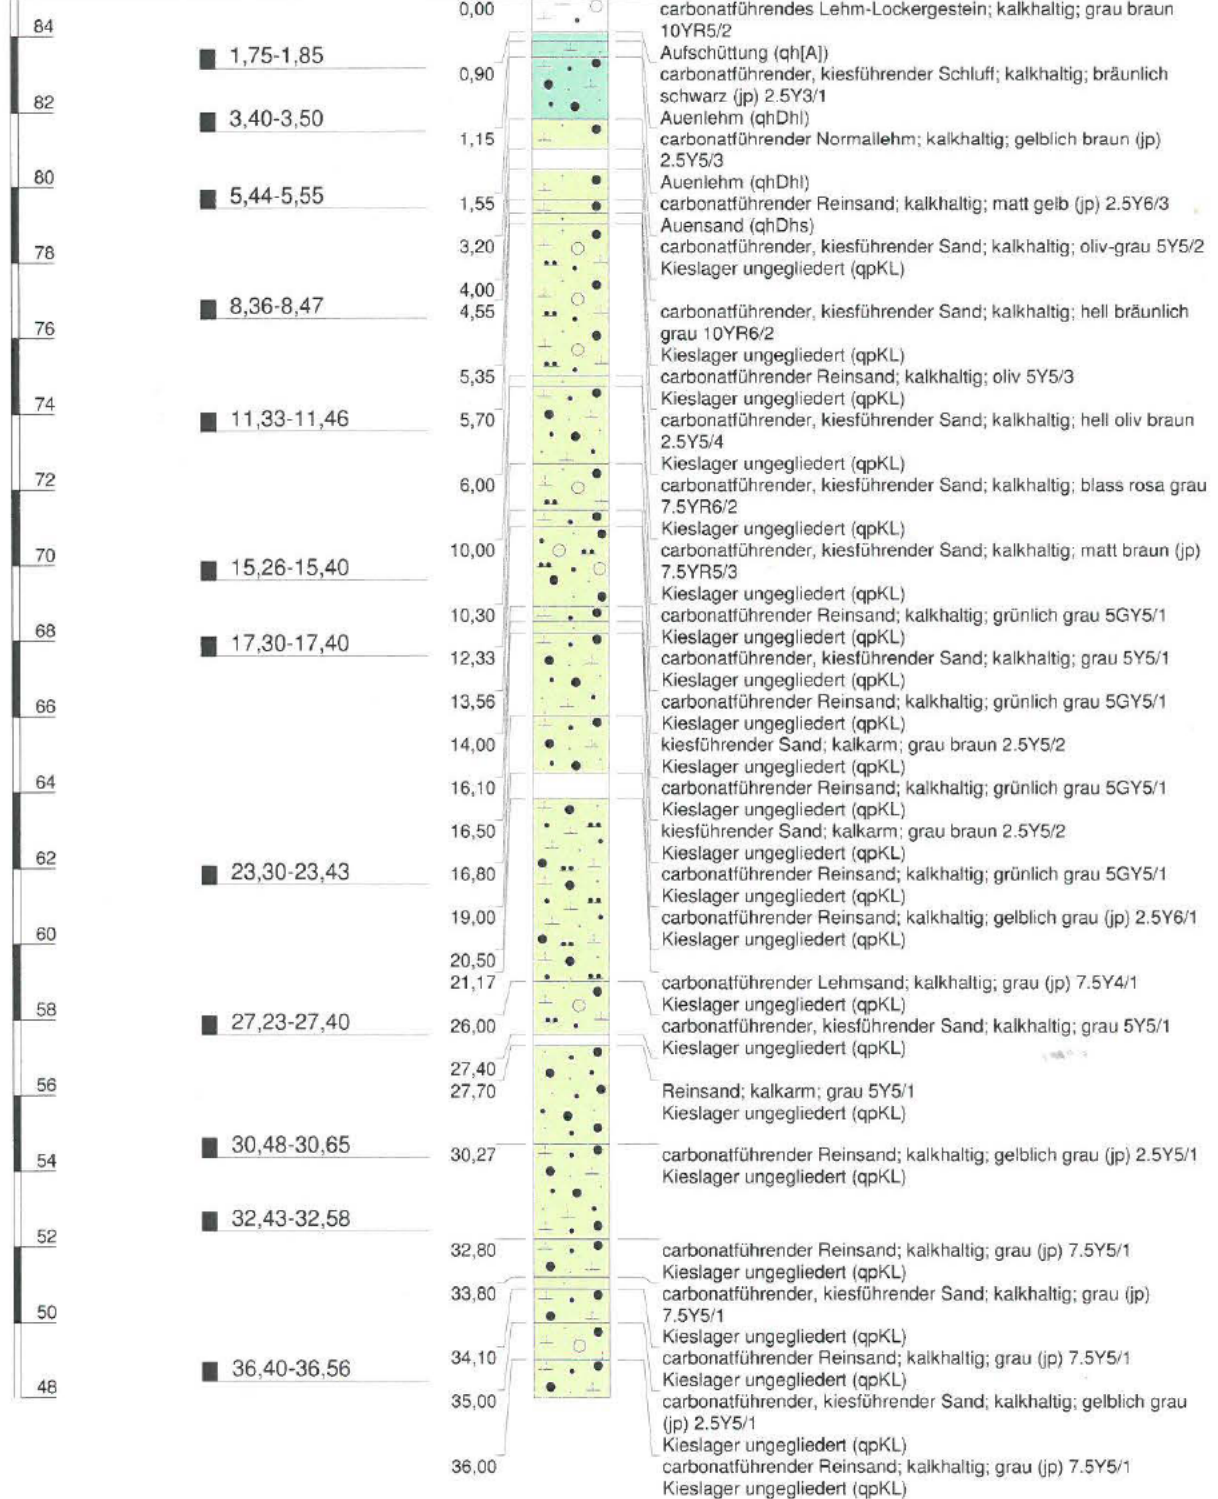 0,00 carbonatführendes Lehm-Lockergestein; kalkhaltig; grau braun
84 10YR5/2
1,75-1,85 Aufschüttung (qh[A])
0,90 carbonatführender, kiesführender Schluff; kalkhaltig; bräunlich
82 schwarz (jp) 2.5Y3/1
3,40-3,50 Auenlehm (qhDhl)
1,15 carbonatführender Normallehm; kalkhaltig; gelblich braun (jp)
2.5Y5/3
80 Auenlehm (qhDhl)
5,44-5,55 1,55 carbonatführender Reinsand; kalkhaltig; matt gelb (jp) 2.5Y6/3
Auensand (qhDhs)
3,20 carbonatführender, kiesführender Sand; kalkhaltig; oliv-grau 5Y5/2
78 Kieslager ungegliedert (qpKL)
4,00
8,36-8,47 4,55 carbonatführender, kiesführender Sand; kalkhaltig; hell bräunlich
76 grau 10YR6/2
Kieslager ungegliedert (qpKL)
5,35 carbonatführender Reinsand; kalkhaltig; oliv 5Y5/3
74 Kieslager ungegliedert (qpKL)
11,33-11,46 5,70 carbonatführender, kiesführender Sand; kalkhaltig; hell oliv braun
2.5Y5/4
Kieslager ungegliedert (qpKL)
72 6,00 carbonatführender, kiesführender Sand; kalkhaltig; blass rosa grau
7.5YR6/2
Kieslager ungegliedert (qpKL)
70 10,00 carbonatführender, kiesführender Sand; kalkhaltig; matt braun (jp)
15,26-15,40 7.5YR5/3
Kieslager ungegliedert (qpKL)
10,30 carbonatführender Reinsand; kalkhaltig; grünlich grau 5GY5/1
68 Kieslager ungegliedert (qpKL)
17,30-17,40 12,33 carbonatführender, kiesführender Sand; kalkhaltig; grau 5Y5/1
Kieslager ungegliedert (qpKL)
13,56 carbonatführender Reinsand; kalkhaltig; grünlich grau 5GY5/1
66 Kieslager ungegliedert (qpKL)
14,00 kiesführender Sand; kalkarm; grau braun 2.5Y5/2
Kieslager ungegliedert (qpKL)
64 16,10 carbonatführender Reinsand; kalkhaltig; grünlich grau 5GY5/1
Kieslager ungegliedert (qpKL)
16,50 kiesführender Sand; kalkarm; grau braun 2.5Y5/2
62 Kieslager ungegliedert (qpKL)
23,30-23,43 16,80 carbonatführender Reinsand; kalkhaltig; grünlich grau 5GY5/1
Kieslager ungegliedert (qpKL)
19,00 carbonatführender Reinsand; kalkhaltig; gelblich grau (jp) 2.5Y6/1
60 Kieslager ungegliedert (qpKL)
20,50
21,17 carbonatführender Lehmsand; kalkhaltig; grau (jp) 7.5Y4/1
58 Kieslager ungegliedert (qpKL)
27,23-27,40 26,00 carbonatführender, kiesführender Sand; kalkhaltig; grau 5Y5/1
Kieslager ungegliedert (qpKL)
27,40
56 27,70 Reinsand; kalkarm; grau 5Y5/1
Kieslager ungegliedert (qpKL)
30,48-30,65
54 30,27 carbonatführender Reinsand; kalkhaltig; gelblich grau (jp) 2.5Y5/1
Kieslager ungegliedert (qpKL)
32,43-32,58
52 32,80 carbonatführender Reinsand; kalkhaltig; grau (jp) 7.5Y5/1
Kieslager ungegliedert (qpKL)
33,80 carbonatführender, kiesführender Sand; kalkhaltig; grau (jp)
50 7.5Y5/1
Kieslager ungegliedert (qpKL)
36,40-36,56 34,10 carbonatführender Reinsand; kalkhaltig; grau (jp) 7.5Y5/1
48 Kieslager ungegliedert (qpKL)
35,00 carbonatführender, kiesführender Sand; kalkhaltig; gelblich grau
(jp) 2.5Y5/1
Kieslager ungegliedert (qpKL)
36,00 carbonatführender Reinsand; kalkhaltig; grau (jp) 7.5Y5/1
Kieslager ungegliedert (qpKL)